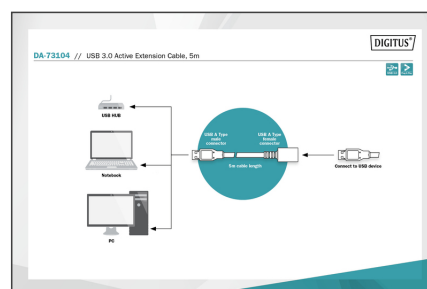 DIGITUS®
DA-73104 // USB 3.0 Active Extension Cable, 5m
USB HUB
USB A Type
male
connector
USB A Type
female
connector
5m cable length
Notebook
Connect to USB device
PC